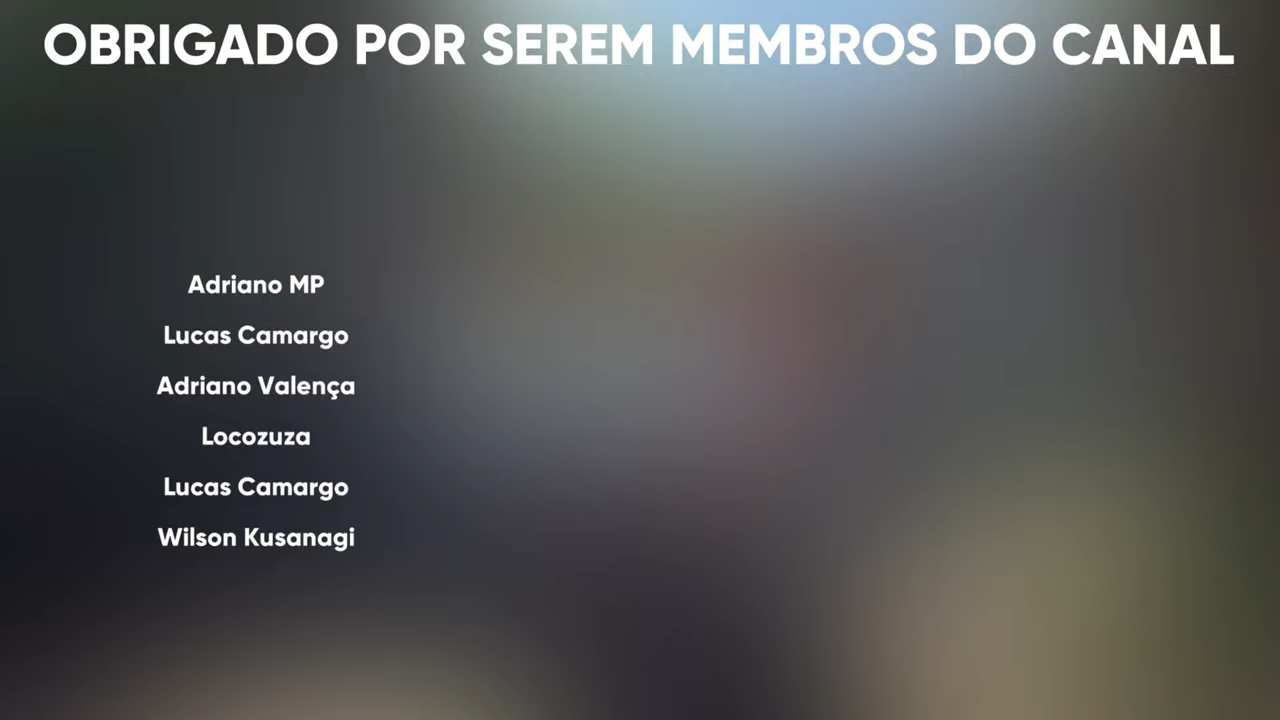 OBRIGADO POR SEREM MEMBROS DO CANAL
Adriano MP
Lucas Camargo
Adriano Valença
Locozuza
Lucas Camargo
Wilson Kusanagi